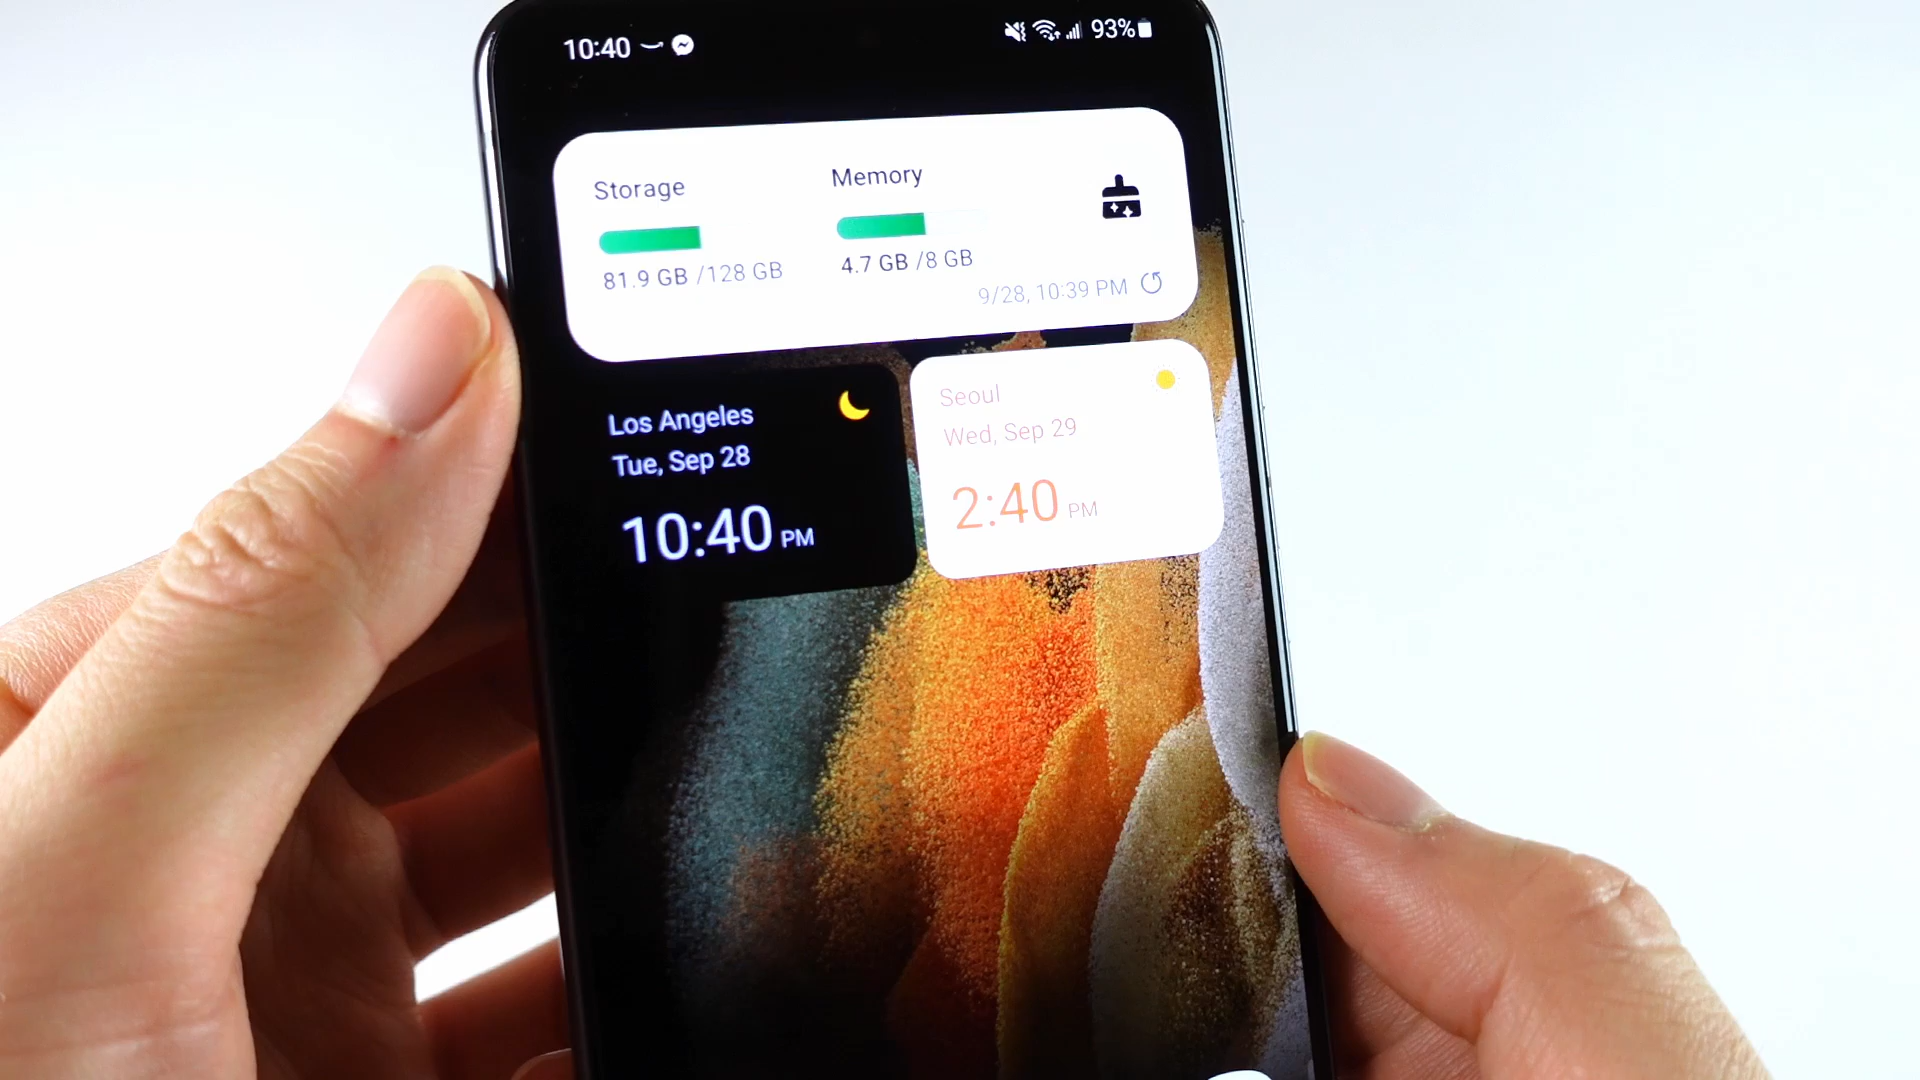 10:40
93%
Storage
81.9 GB /128 GB
Memory
4.7 GB /8 GB
9/28, 10:39 PM
Los Angeles
Tue, Sep 28
10:40 PM
Seoul
Wed, Sep 29
2:40 PM